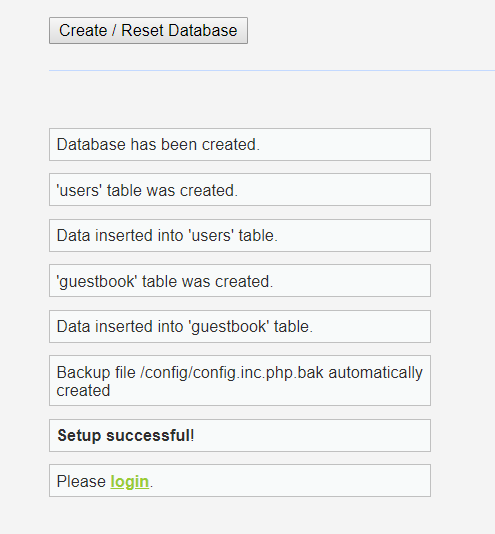 Create / Reset Database
Database has been created.
'users' table was created.
Data inserted into 'users' table.
'guestbook' table was created.
Data inserted into 'guestbook' table.
Backup file /config/config.inc.php.bak automatically
created
Setup successful!
Please login.